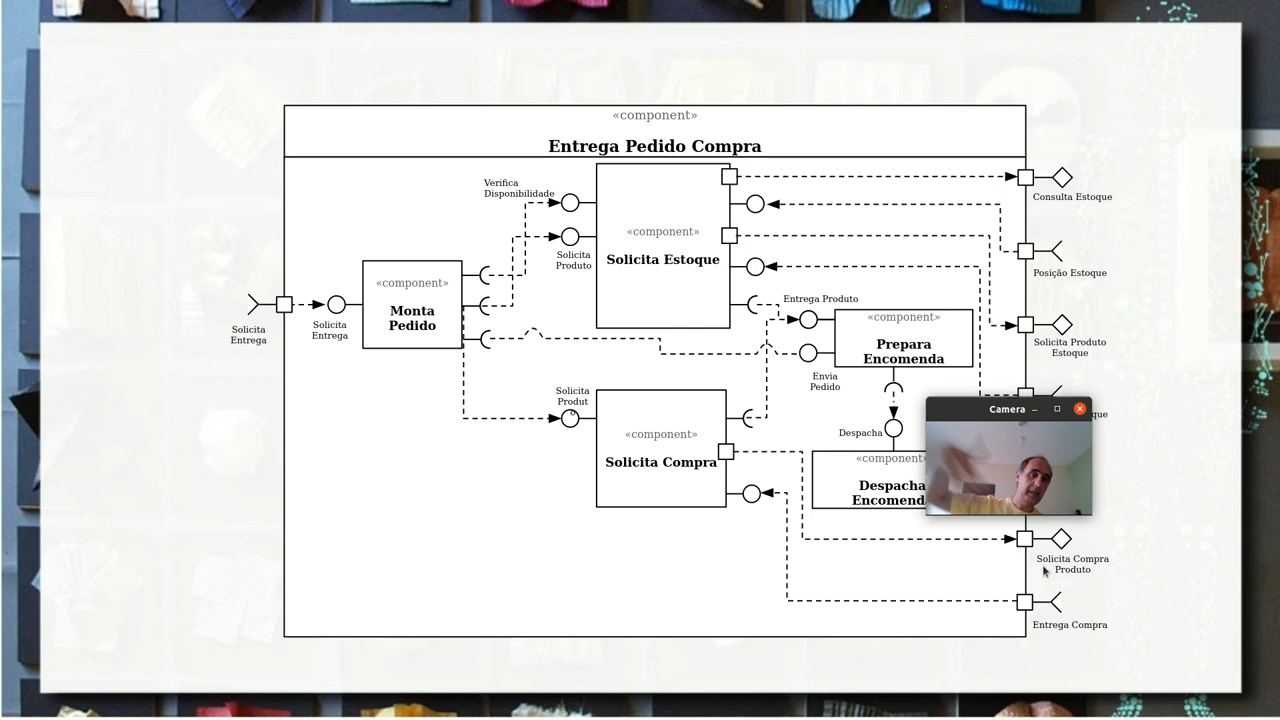 «component»
Entrega Pedido Compra
Verifica
Disponibilidade
Consulta Estoque
«component»
Solicita Estoque
Solicita
Produto
Posição Estoque
«component»
Monta
Pedido
Entrega Produto
«component»
Prepara
Encomenda
Solicita
Entrega
Solicita
Entrega
Solicita Produto
Estoque
Envia
Pedido
Solicita
Produt
o
Camera
que
Despacha
«component»
Solicita Compra
«component»
Despacha
Encomend
Solicita Compra
Produto
Entrega Compra